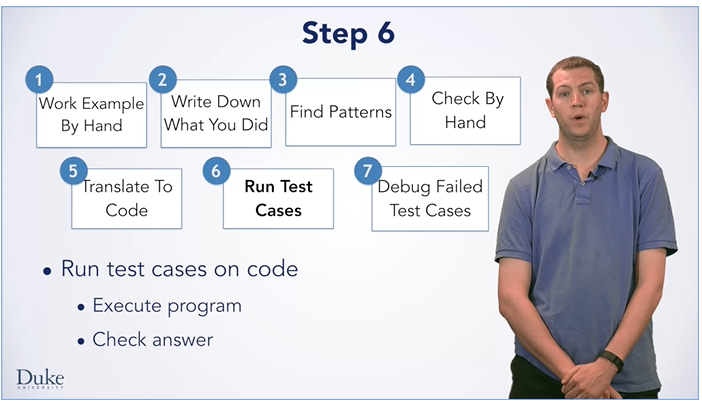 Step 6
1
Work Example
By Hand
2
Write Down
What You Did
3
Find Patterns
4
Check By
Hand
5
Translate To
Code
6
Run Test
Cases
7
Debug Failed
Test Cases
• Run test cases on code
• Execute program
• Check answer
Duke
UNIVERSITY